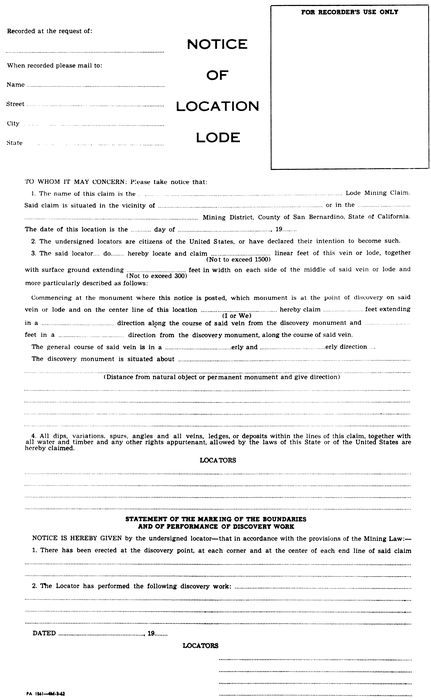 FOR RECORDER'S USE ONLY
Recorded at the request of:
NOTICE
OF
LOCATION
LODE
When recorded please mail to:
Name
Street
City
State
TO WHOM IT MAY CONCERN: Please take notice that:
1. The name of this claim is the Lode Mining Claim.
Said claim is situated in the vicinity of or in the
Mining District, County of San Bernardino, State of California.
The date of this location is the day of , 19
2. The undersigned locators are citizens of the United States, or have declared their intention to become such.
3. The said locator do hereby locate and claim linear feet of this vein or lode, together
(Not to exceed 1500)
with surface ground extending feet in width on each side of the middle of said vein or lode and
(Not to exceed 300)
more particularly described as follows:
Commencing at the monument where this notice is posted, which monument is at the point of discovery on said
vein or lode and on the center line of this location hereby claim feet extending
(I or We)
in a direction along the course of said vein from the discovery monument and
feet in a direction from the discovery monument, along the course of said vein.
The general course of said vein is in a erly and erly direction
The discovery monument is situated about
(Distance from natural object or permanent monument and give direction)
4. All dips, variations, spurs, angles and all veins, ledges, or deposits within the lines of this claim, together with
all water and timber and any other rights appurtenant, allowed by the laws of this State or of the United States are
hereby claimed.
LOCATORS
STATEMENT OF THE MARKING OF THE BOUNDARIES
AND OF PERFORMANCE OF DISCOVERY WORK
NOTICE IS HEREBY GIVEN by the undersigned locator—that in accordance with the provisions of the Mining Law:—
1. There has been erected at the discovery point, at each corner and at the center of each end line of said claim
2. The Locator has performed the following discovery work:
DATED , 19
LOCATORS